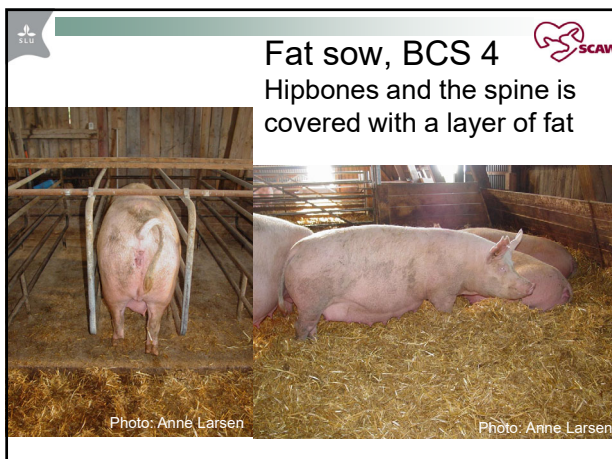 SLU
SCAW
Fat sow, BCS 4
Hipbones and the spine is
covered with a layer of fat
Photo: Anne Larsen
Photo: Anne Larsen